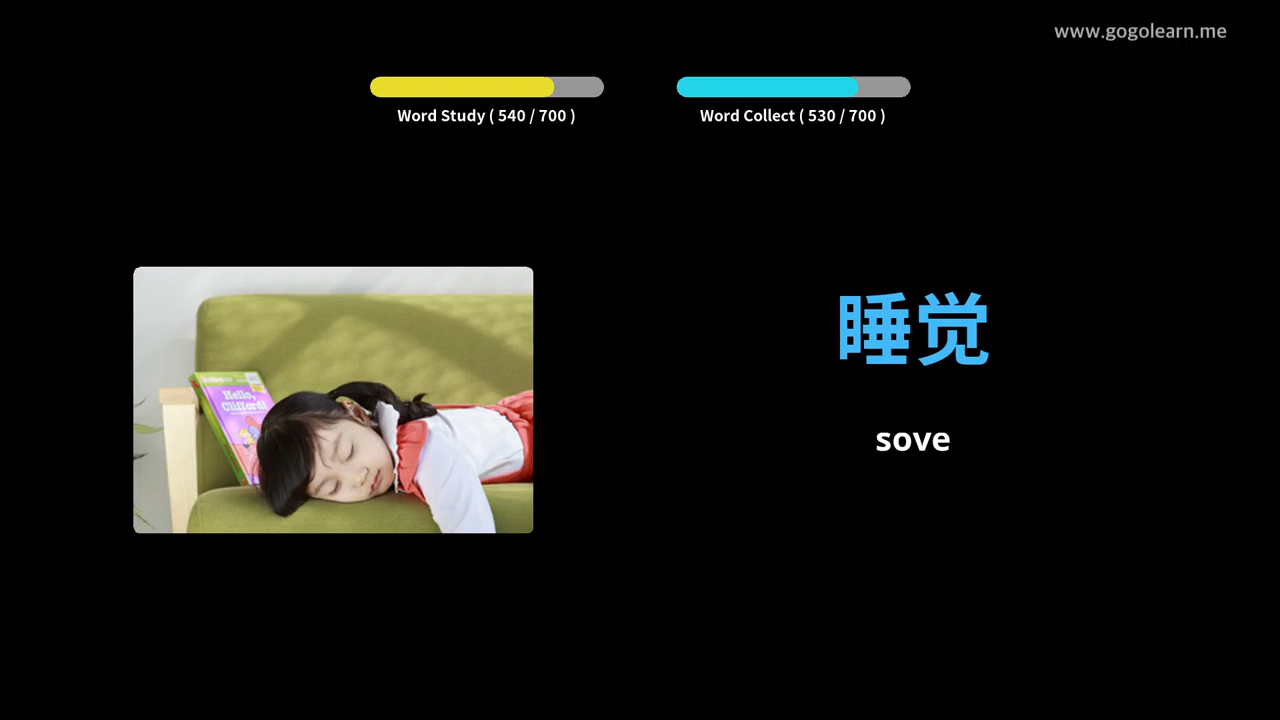 www.gogolearn.me
Word Study ( 540 / 700 )
Word Collect ( 530 / 700 )
睡觉
sove
Hello,
Clifford!